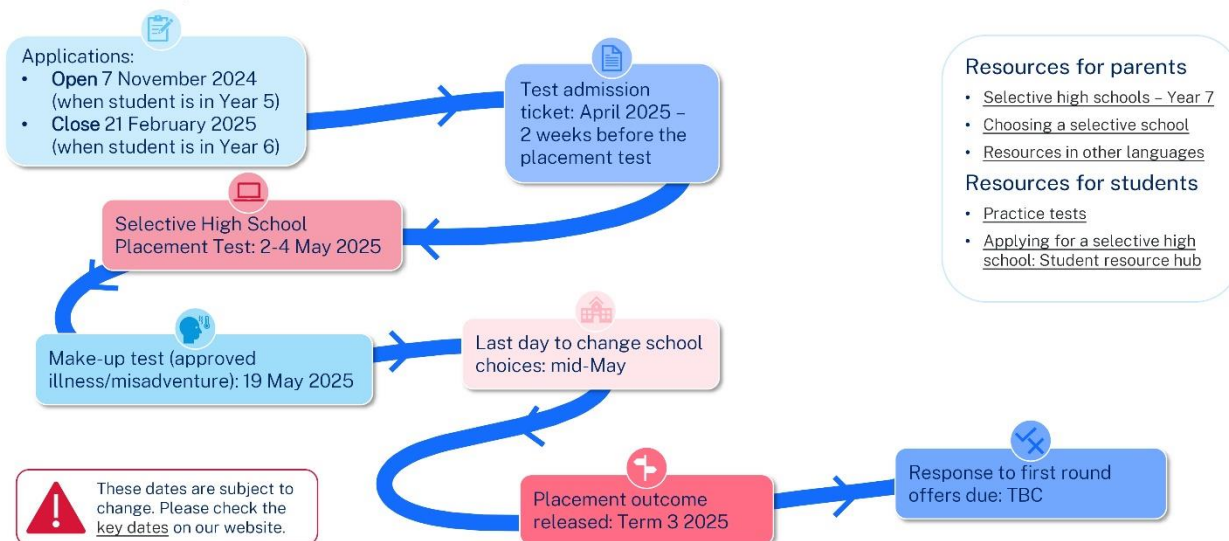 Applications:
• Open 7 November 2024
(when student is in Year 5)
• Close 21 February 2025
(when student is in Year 6)
Test admission
ticket: April 2025 –
2 weeks before the
placement test
Selective High School
Placement Test: 2-4 May 2025
Make-up test (approved
illness/misadventure): 19 May 2025
Last day to change school
choices: mid-May
Placement outcome
released: Term 3 2025
Response to first round
offers due: TBC
These dates are subject to
change. Please check the
key dates on our website.
Resources for parents
• Selective high schools – Year 7
• Choosing a selective school
• Resources in other languages
Resources for students
• Practice tests
• Applying for a selective high
school: Student resource hub